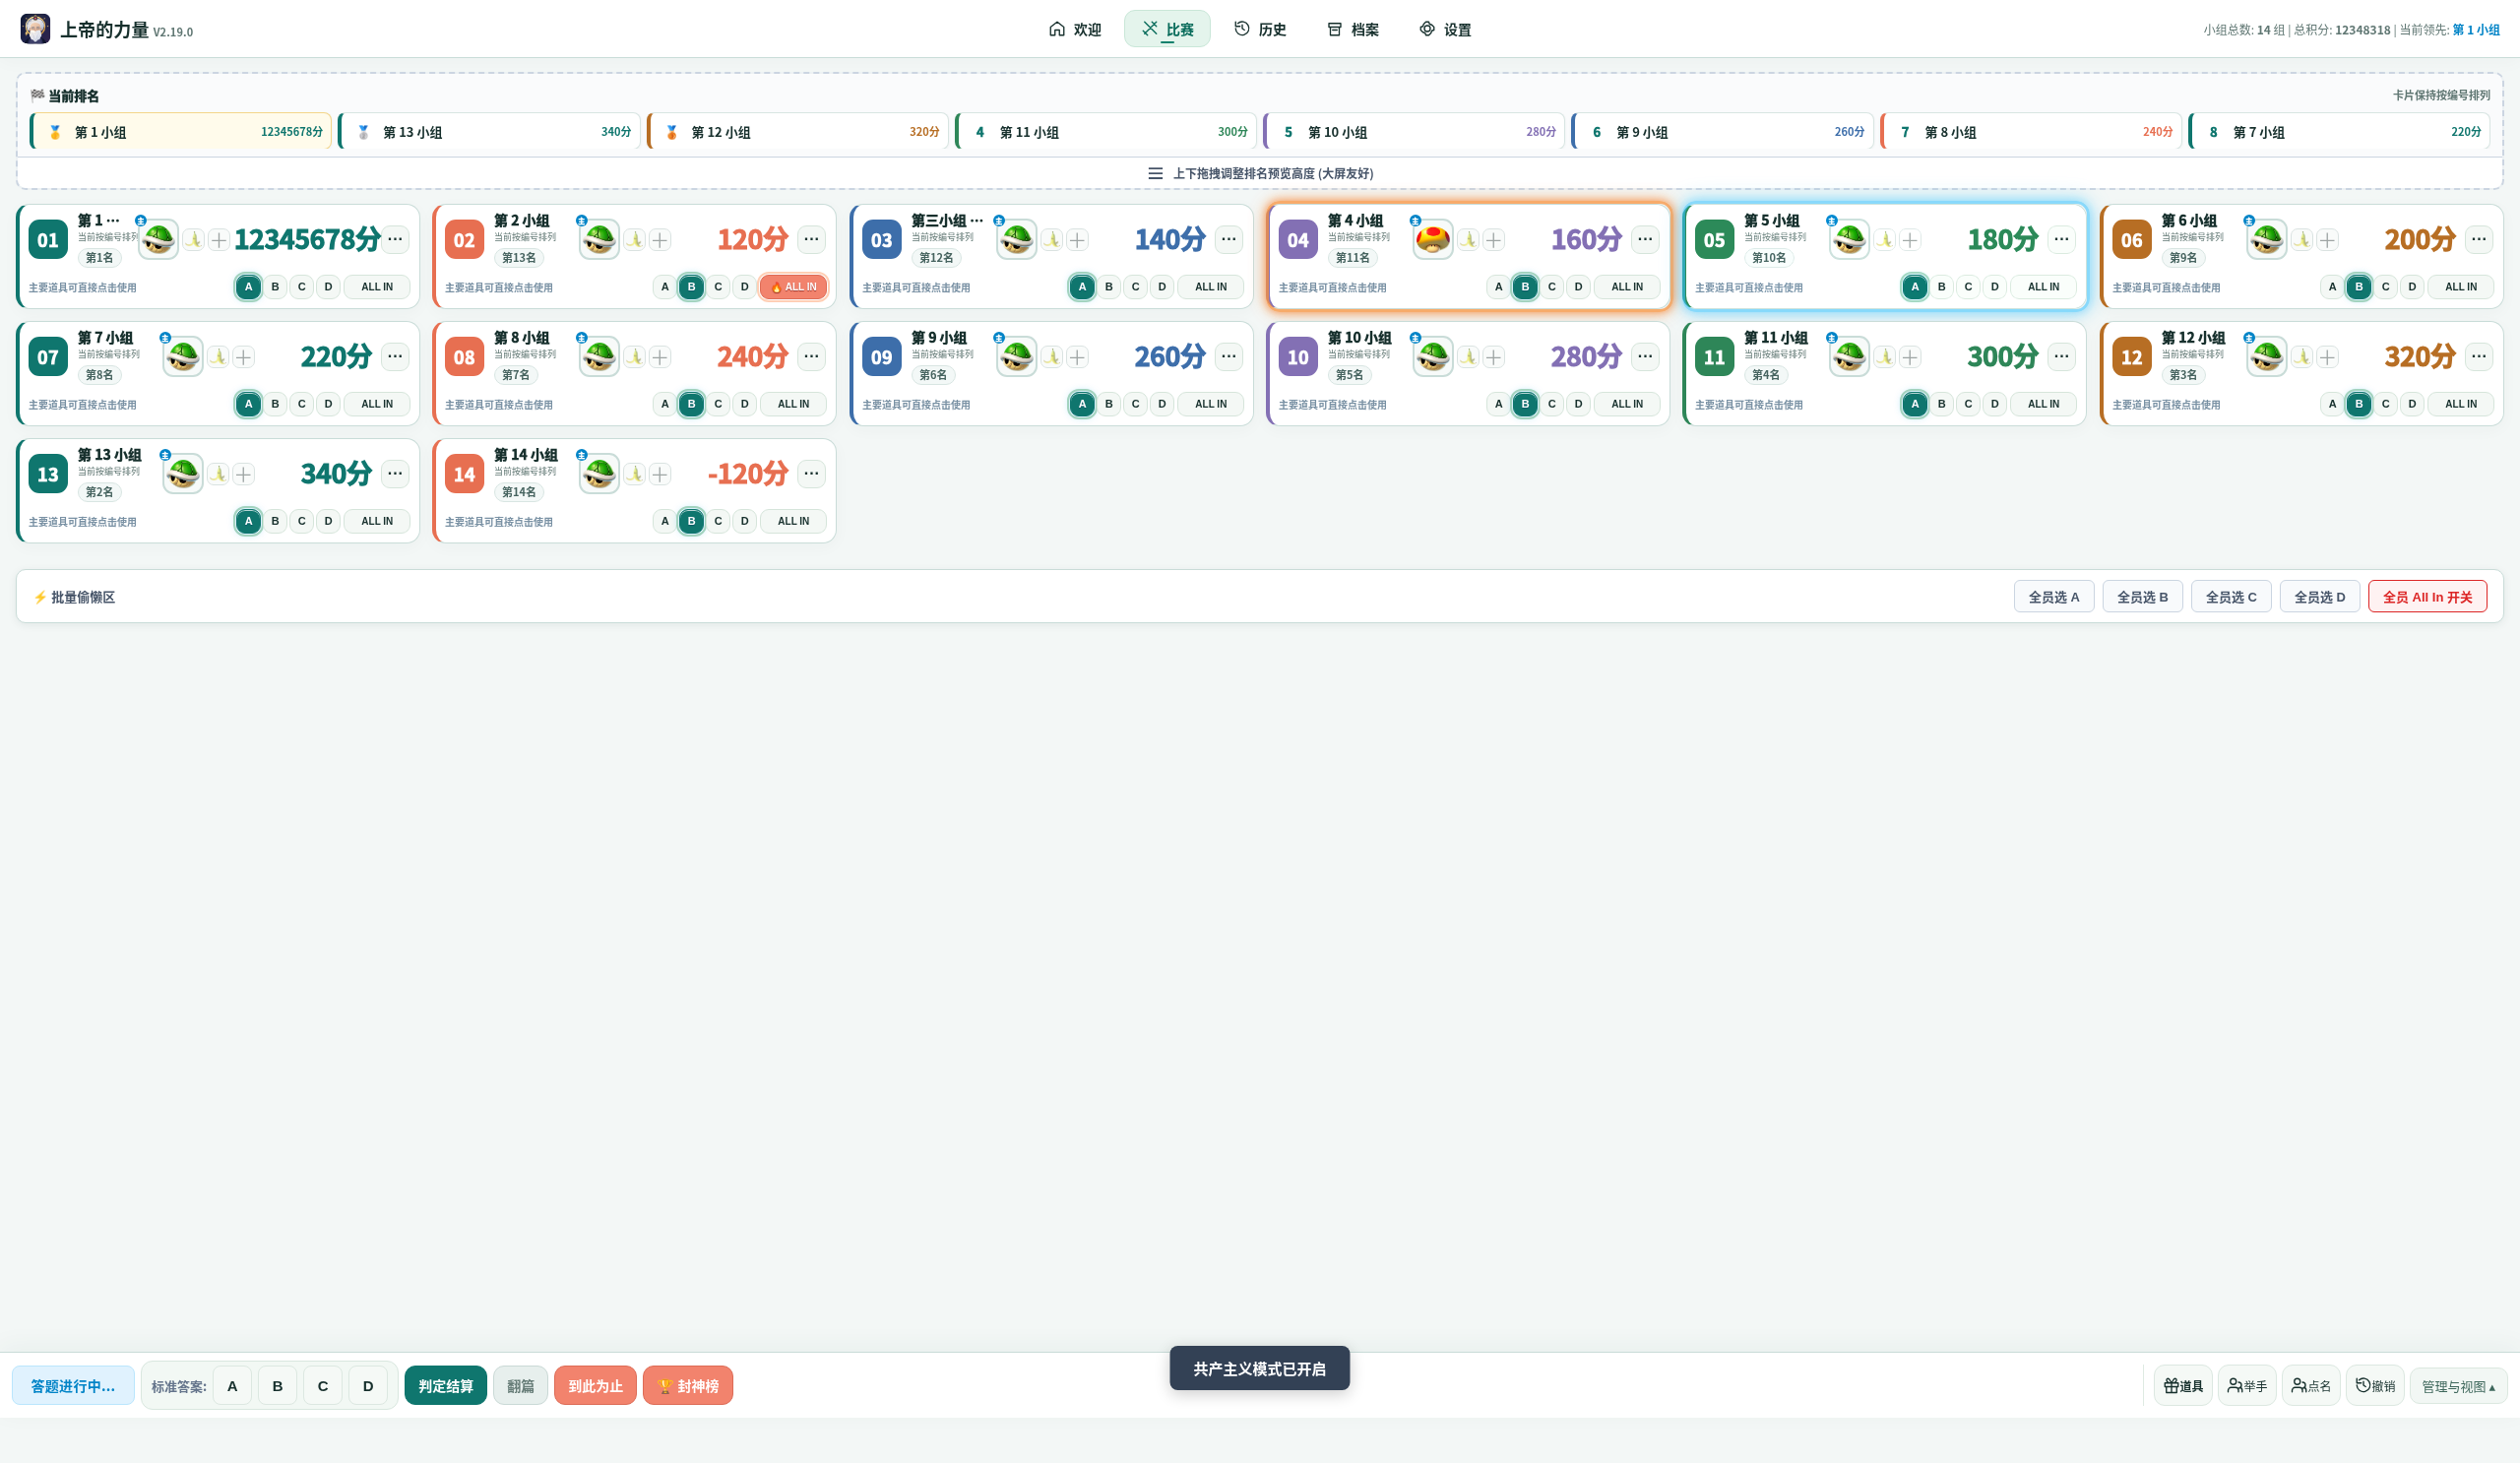 上帝的力量 V2.19.0
欢迎 比赛 历史 档案 设置
小组总数: 14 组 | 总积分: 12348318 | 当前领先: 第 1 小组
当前排名
卡片保持按编号排列
第 1 小组 12345678分
第 13 小组 340分
第 12 小组 320分
4 第 11 小组 300分
5 第 10 小组 280分
6 第 9 小组 260分
7 第 8 小组 240分
8 第 7 小组 220分
上下拖拽调整排名预览高度 (大屏友好)
01 第 1 ··· 当前按编号排列 第1名 主 12345678分 ···
主要道具可直接点击使用 A B C D ALL IN
02 第 2 小组 当前按编号排列 第13名 主 120分 ···
主要道具可直接点击使用 A B C D ALL IN
03 第三小组 ··· 当前按编号排列 第12名 主 140分 ···
主要道具可直接点击使用 A B C D ALL IN
04 第 4 小组 当前按编号排列 第11名 主 160分 ···
主要道具可直接点击使用 A B C D ALL IN
05 第 5 小组 当前按编号排列 第10名 主 180分 ···
主要道具可直接点击使用 A B C D ALL IN
06 第 6 小组 当前按编号排列 第9名 主 200分 ···
主要道具可直接点击使用 A B C D ALL IN
07 第 7 小组 当前按编号排列 第8名 主 220分 ···
主要道具可直接点击使用 A B C D ALL IN
08 第 8 小组 当前按编号排列 第7名 主 240分 ···
主要道具可直接点击使用 A B C D ALL IN
09 第 9 小组 当前按编号排列 第6名 主 260分 ···
主要道具可直接点击使用 A B C D ALL IN
10 第 10 小组 当前按编号排列 第5名 主 280分 ···
主要道具可直接点击使用 A B C D ALL IN
11 第 11 小组 当前按编号排列 第4名 主 300分 ···
主要道具可直接点击使用 A B C D ALL IN
12 第 12 小组 当前按编号排列 第3名 主 320分 ···
主要道具可直接点击使用 A B C D ALL IN
13 第 13 小组 当前按编号排列 第2名 主 340分 ···
主要道具可直接点击使用 A B C D ALL IN
14 第 14 小组 当前按编号排列 第14名 主 -120分 ···
主要道具可直接点击使用 A B C D ALL IN
⚡ 批量偷懒区
全员选 A 全员选 B 全员选 C 全员选 D 全员 All In 开关
共产主义模式已开启
答题进行中... 标准答案: A B C D 判定结算 翻篇 到此为止 封神榜
道具 举手 点名 撤销 管理与视图 ▴